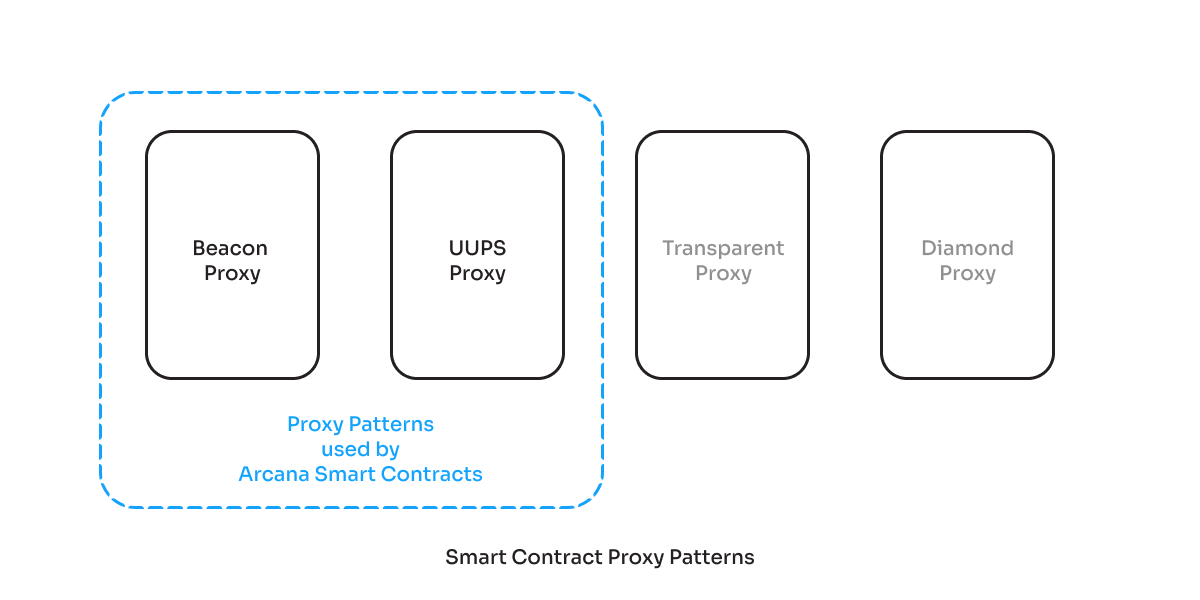 Beacon
Proxy
UUPS
Proxy
Transparent
Proxy
Diamond
Proxy
Proxy Patterns
used by
Arcana Smart Contracts
Smart Contract Proxy Patterns